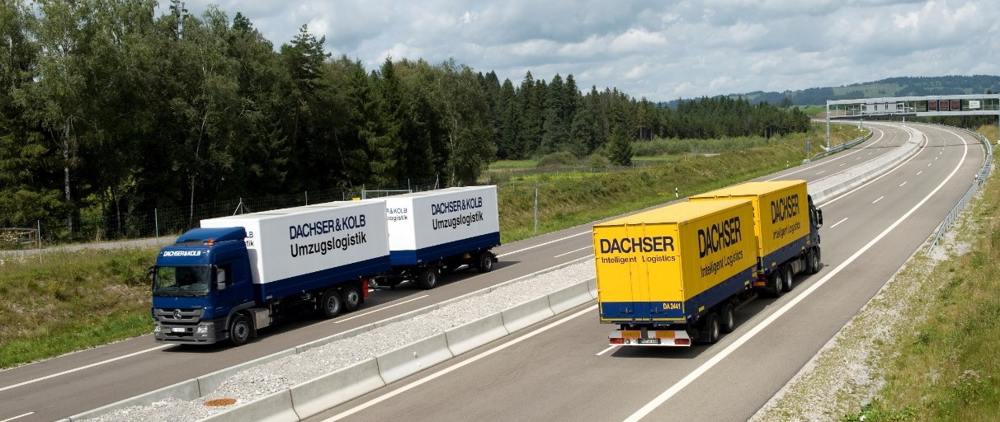 DACHSER & KOLB
DACHSER & KOLB
Umzugslogistik
DACHSER & KOLB
Umzugslogistik
DACHSER
Intelligent Logistics
DA 2441
DACHSER
Intelligent Logistics
DACHSER
Intelligent Logistics